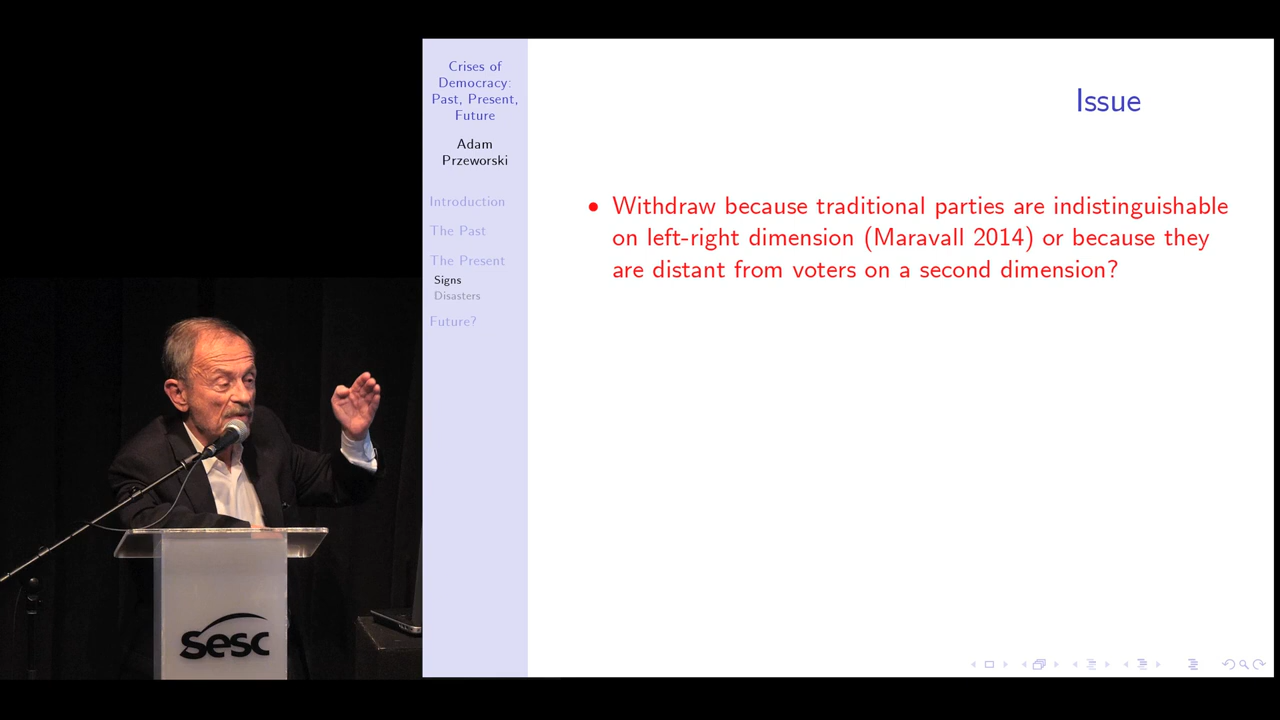 Crises of
Democracy:
Past, Present,
Future
Adam
Przeworski
Introduction
The Past
The Present
Signs
Disasters
Future?
Issue
• Withdraw because traditional parties are indistinguishable
on left-right dimension (Maravall 2014) or because they
are distant from voters on a second dimension?
sesc